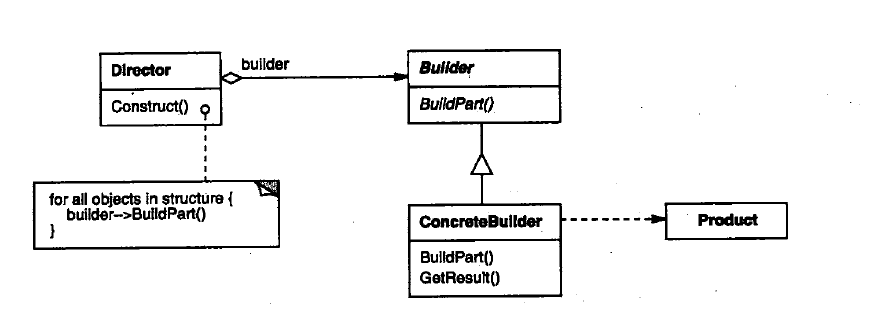 Director
Construct()
builder
Builder
BuildPart()
for all objects in structure {
builder–>BuildPart()
}
ConcreteBuilder
BuildPart()
GetResult()
Product